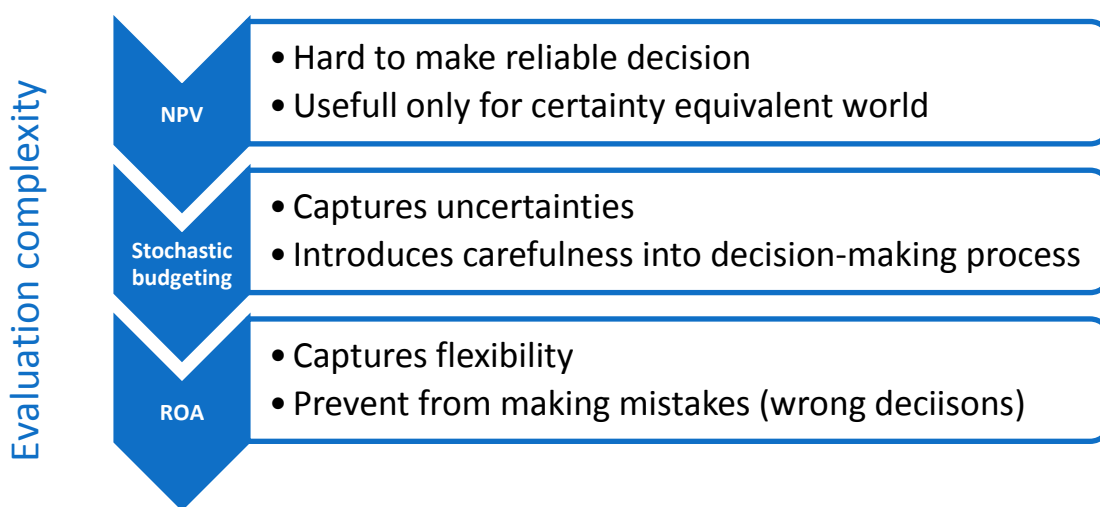 Evaluation complexity
NPV
• Hard to make reliable decision
• Usefull only for certainty equivalent world
Stochastic
budgeting
• Captures uncertainties
• Introduces carefulness into decision-making process
ROA
• Captures flexibility
• Prevent from making mistakes (wrong deciisons)